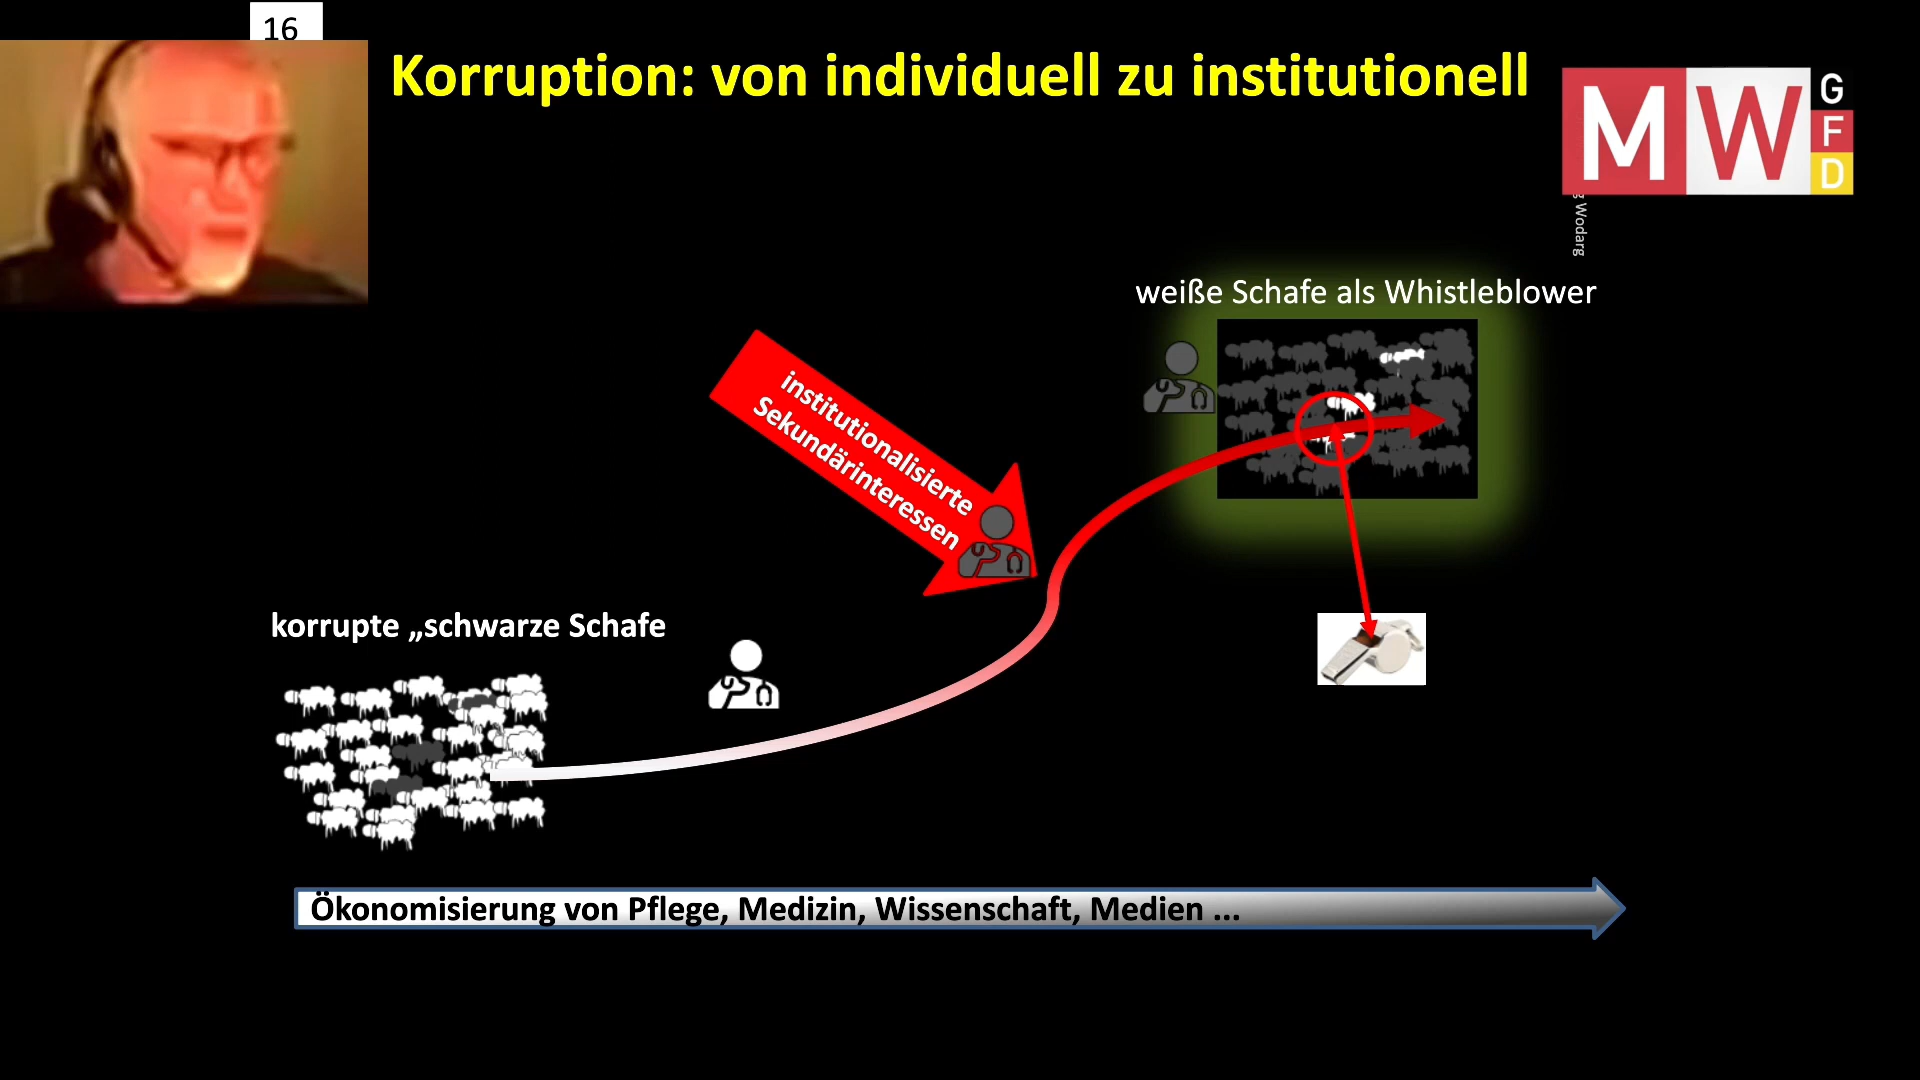 16
Korruption: von individuell zu institutionell
MW
G
F
D
Wodarg
weiße Schafe als Whistleblower
institutionalisierte
Sekundärinteressen
korrupte „schwarze Schafe
Ökonomisierung von Pflege, Medizin, Wissenschaft, Medien ...